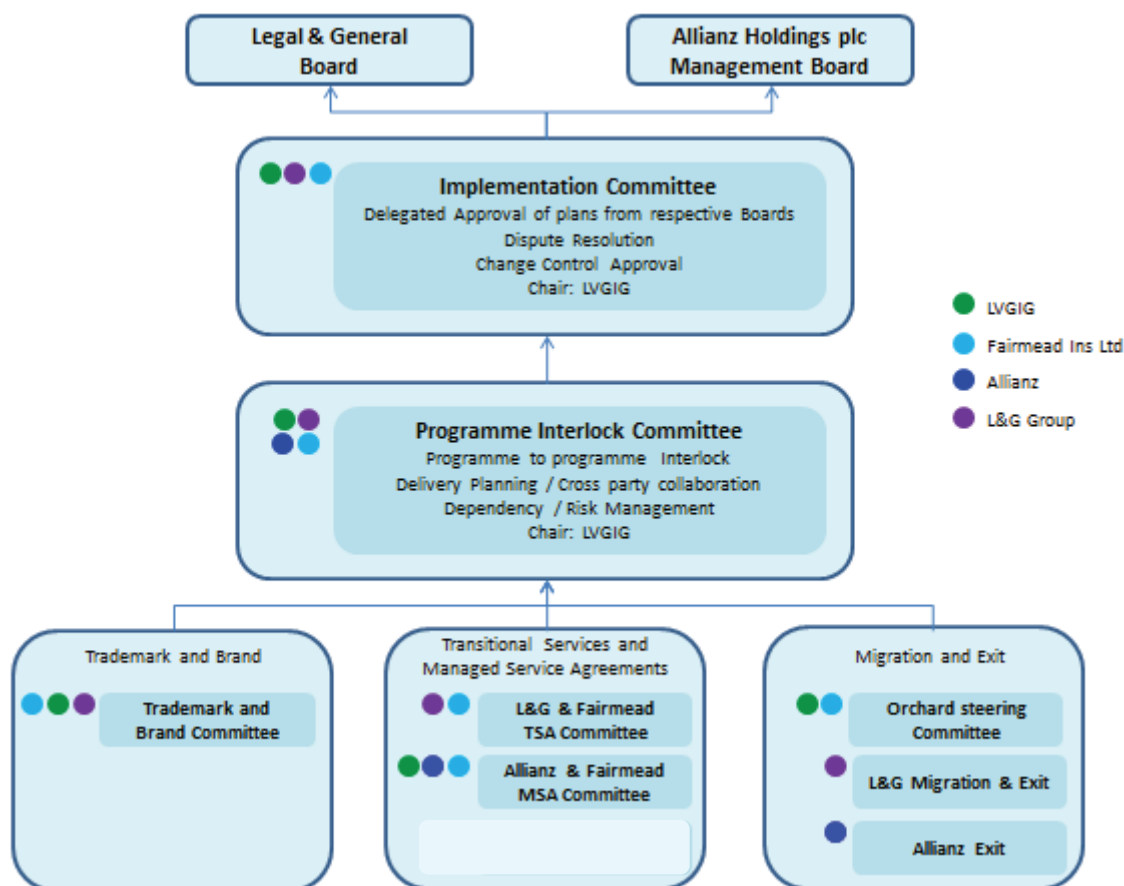 Legal & General
Board
Allianz Holdings plc
Management Board
Implementation Committee
Delegated Approval of plans from respective Boards
Dispute Resolution
Change Control Approval
Chair: LVGIG
LVGIG
Fairmead Ins Ltd
Allianz
L&G Group
Programme Interlock Committee
Programme to programme Interlock
Delivery Planning / Cross party collaboration
Dependency / Risk Management
Chair: LVGIG
Trademark and Brand
Trademark and
Brand Committee
Transitional Services and
Managed Service Agreements
L&G & Fairmead
TSA Committee
Allianz & Fairmead
MSA Committee
Migration and Exit
Orchard steering
Committee
L&G Migration & Exit
Allianz Exit